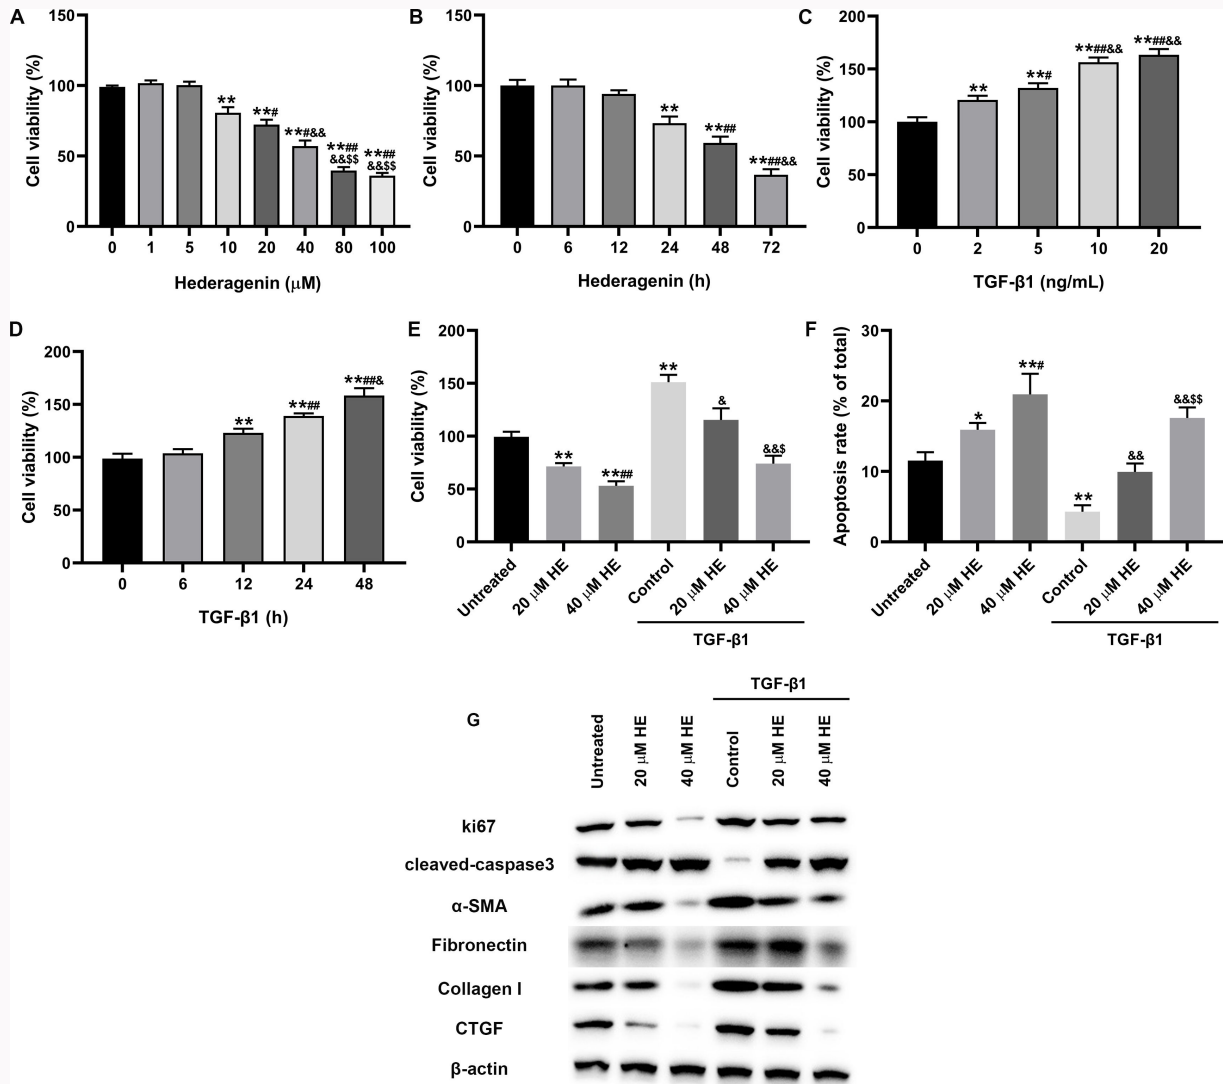 A
Cell viability (%)
150
100
50
0
**
**#
**#&&
**##
&&$$
**##
&&$$
0 1 5 10 20 40 80 100
Hederagenin (μM)
B
Cell viability (%)
150
100
50
0
**
**##
**##&&
0 6 12 24 48 72
Hederagenin (h)
C
Cell viability (%)
200
150
100
50
0
**
**#
**##&&
**##&&
0 2 5 10 20
TGF-β1 (ng/mL)
D
Cell viability (%)
200
150
100
50
0
**
**##
**##&
0 6 12 24 48
TGF-β1 (h)
E
Cell viability (%)
200
150
100
50
0
**
**##
**
&
&&$
Untreated
20 μM HE
40 μM HE
Control
20 μM HE
40 μM HE
TGF-β1
F
Apoptosis rate (% of total)
30
20
10
0
*
**#
**
&&
&&$$
Untreated
20 μM HE
40 μM HE
Control
20 μM HE
40 μM HE
TGF-β1
G
TGF-β1
Untreated
20 μM HE
40 μM HE
Control
20 μM HE
40 μM HE
ki67
cleaved-caspase3
α-SMA
Fibronectin
Collagen I
CTGF
β-actin